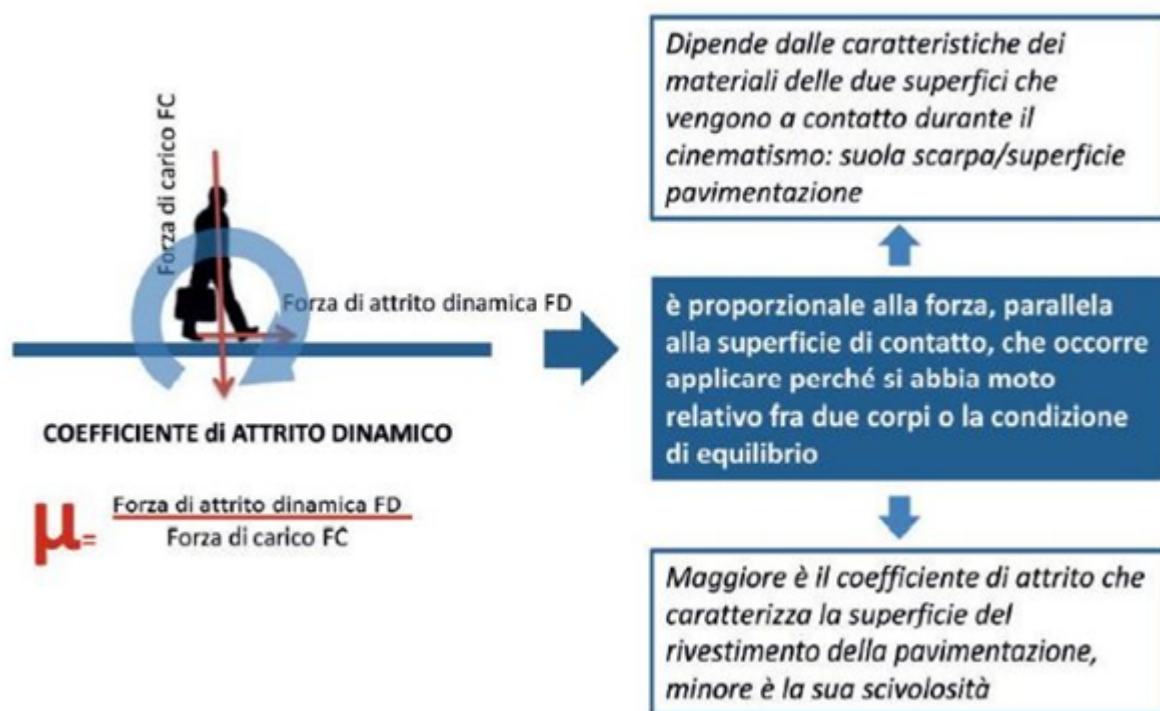 Forza di carico FC
Forza di attrito dinamica FD
COEFFICIENTE di ATTRITO DINAMICO
μ=
Forza di attrito dinamica FD
Forza di carico FC
Dipende dalle caratteristiche dei
materiali delle due superfici che
vengono a contatto durante il
cinematismo: suola scarpa/superficie
pavimentazione
è proporzionale alla forza, parallela
alla superficie di contatto, che occorre
applicare perché si abbia moto
relativo fra due corpi o la condizione
di equilibrio
Maggiore è il coefficiente di attrito che
caratterizza la superficie del
rivestimento della pavimentazione,
minore è la sua scivolosità